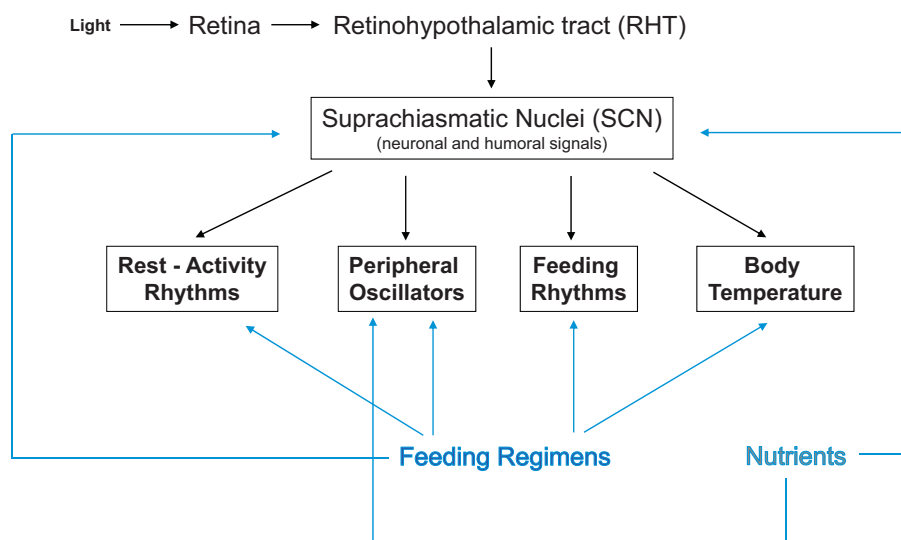 Light
Retina
Retinohypothalamic tract (RHT)
Suprachiasmatic Nuclei (SCN)
(neuronal and humoral signals)
Rest - Activity
Rhythms
Peripheral
Oscillators
Feeding
Rhythms
Body
Temperature
Feeding Regimens
Nutrients